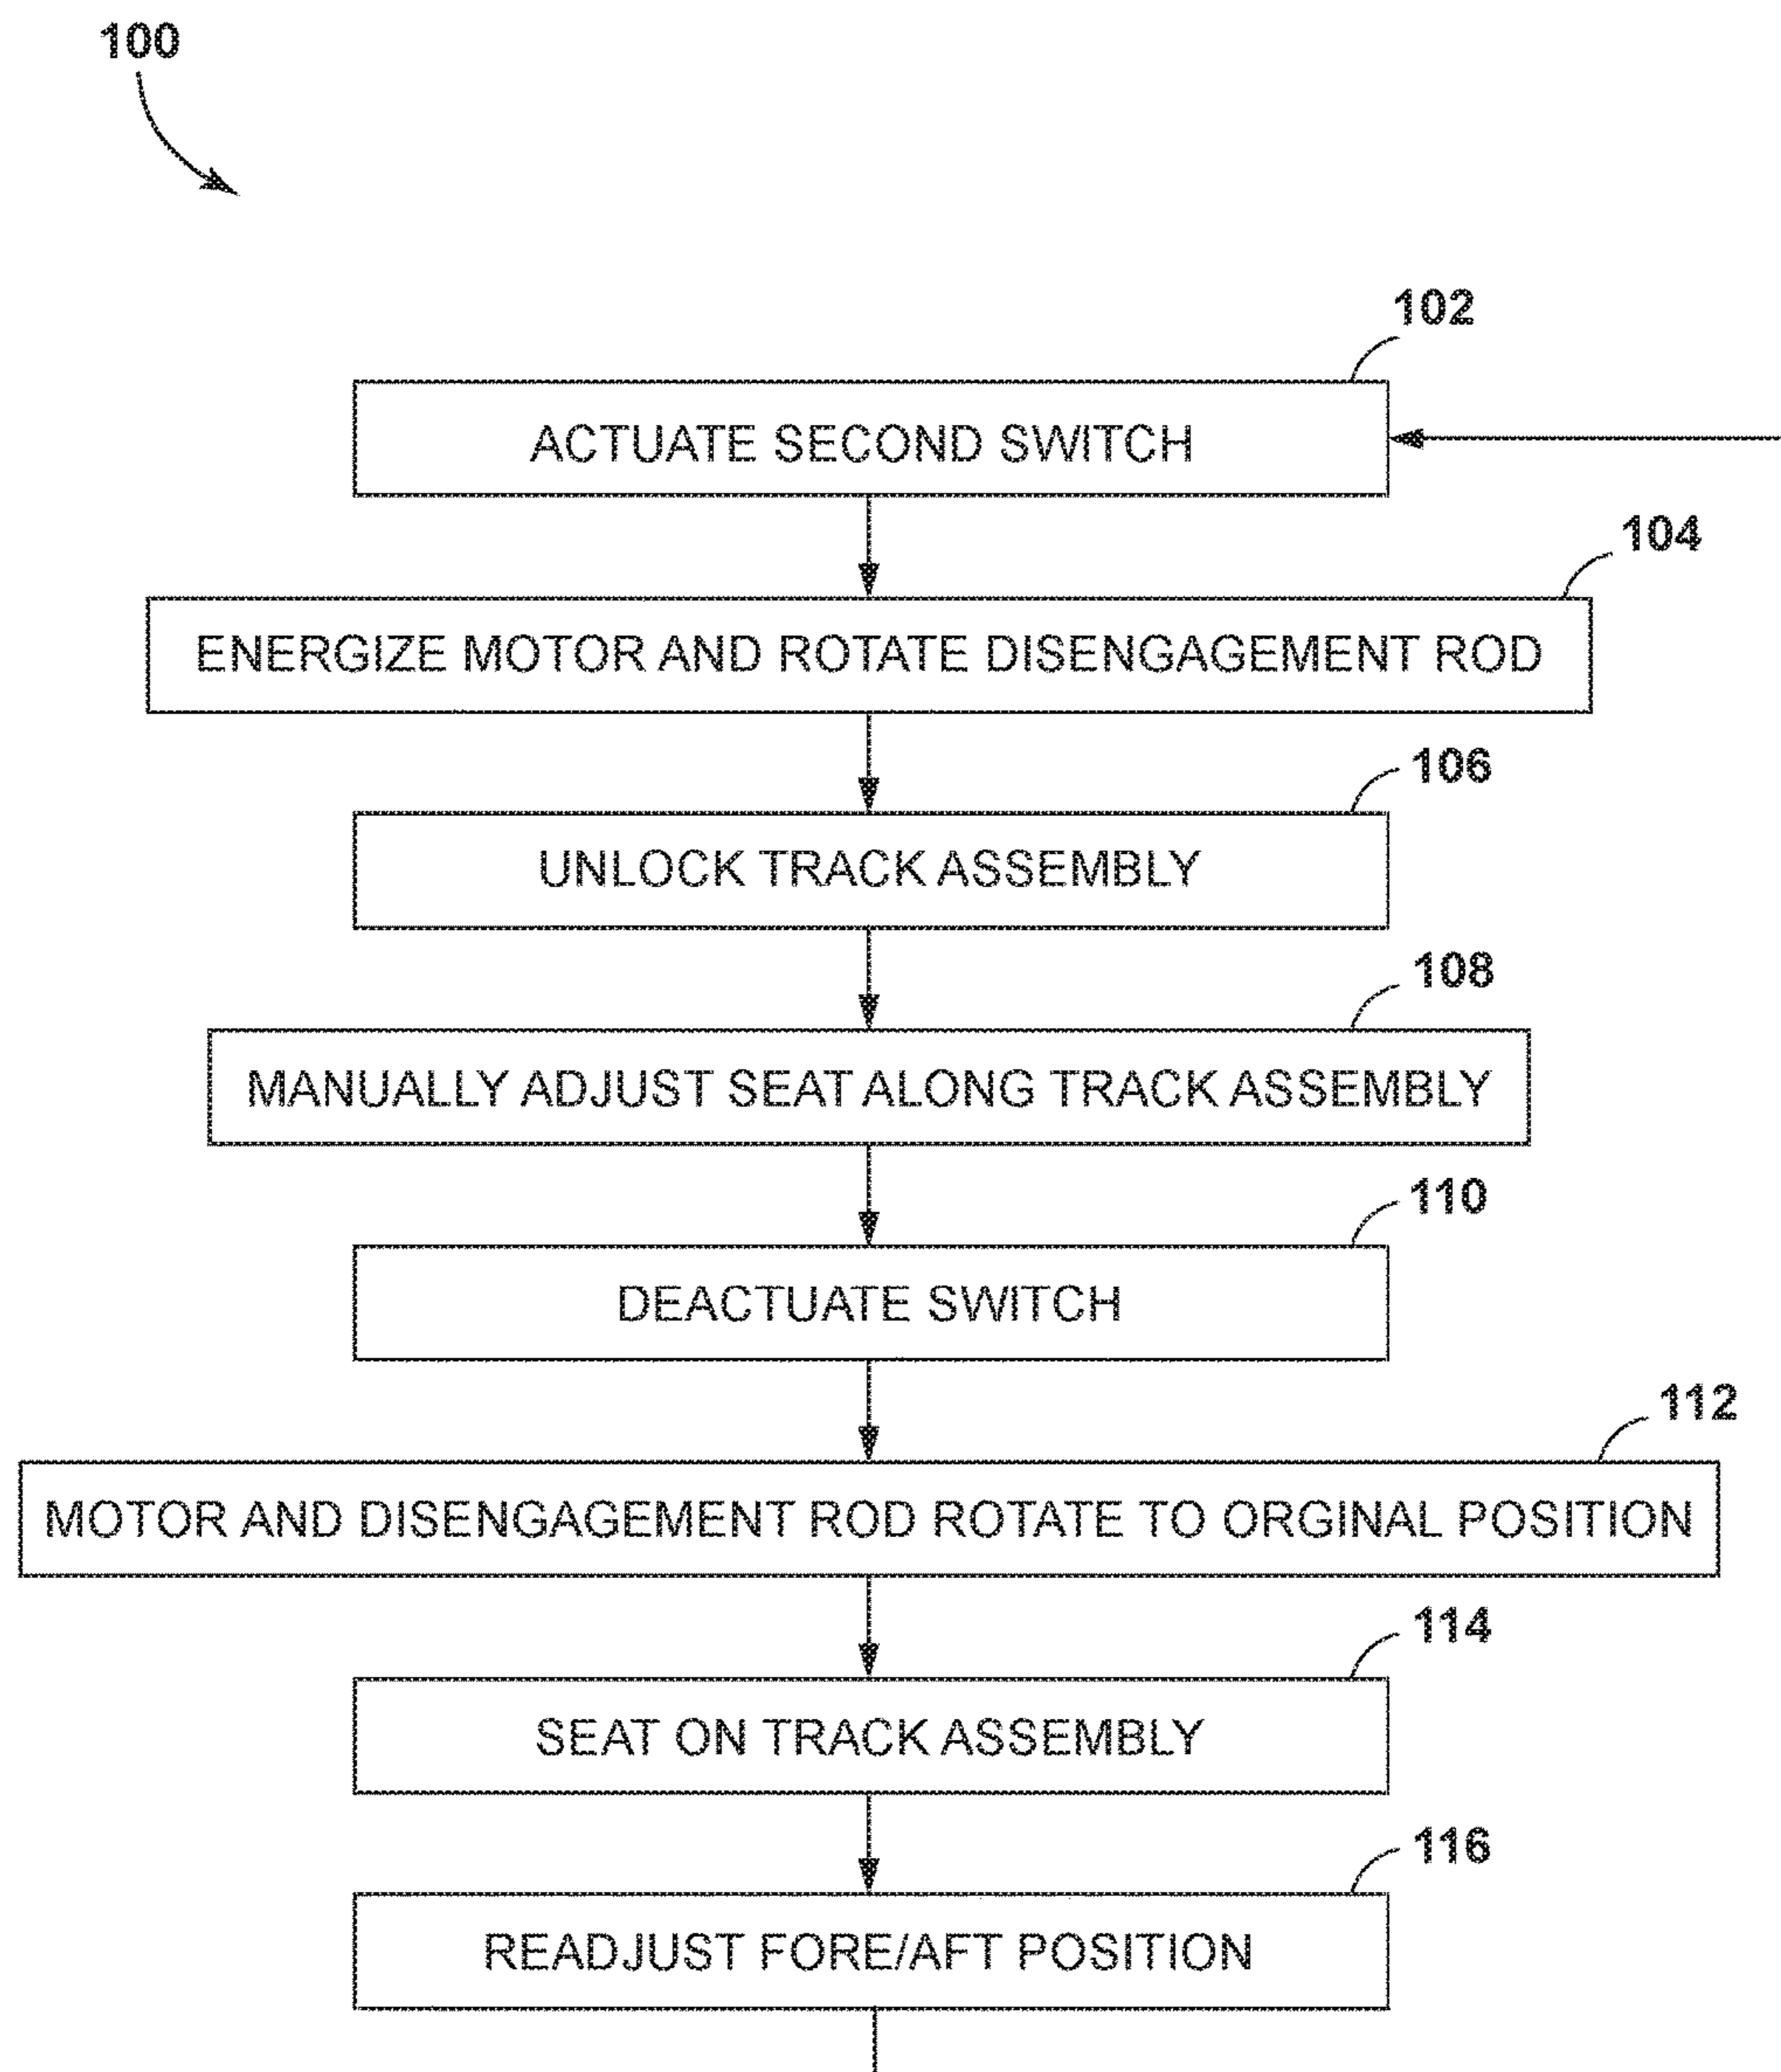 100
102
ACTUATE SECOND SWITCH
104
ENERGIZE MOTOR AND ROTATE DISENGAGEMENT ROD
106
UNLOCK TRACK ASSEMBLY
108
MANUALLY ADJUST SEAT ALONG TRACK ASSEMBLY
110
DEACTUATE SWITCH
112
MOTOR AND DISENGAGEMENT ROD ROTATE TO ORGINAL POSITION
114
SEAT ON TRACK ASSEMBLY
116
READJUST FORE/AFT POSITION